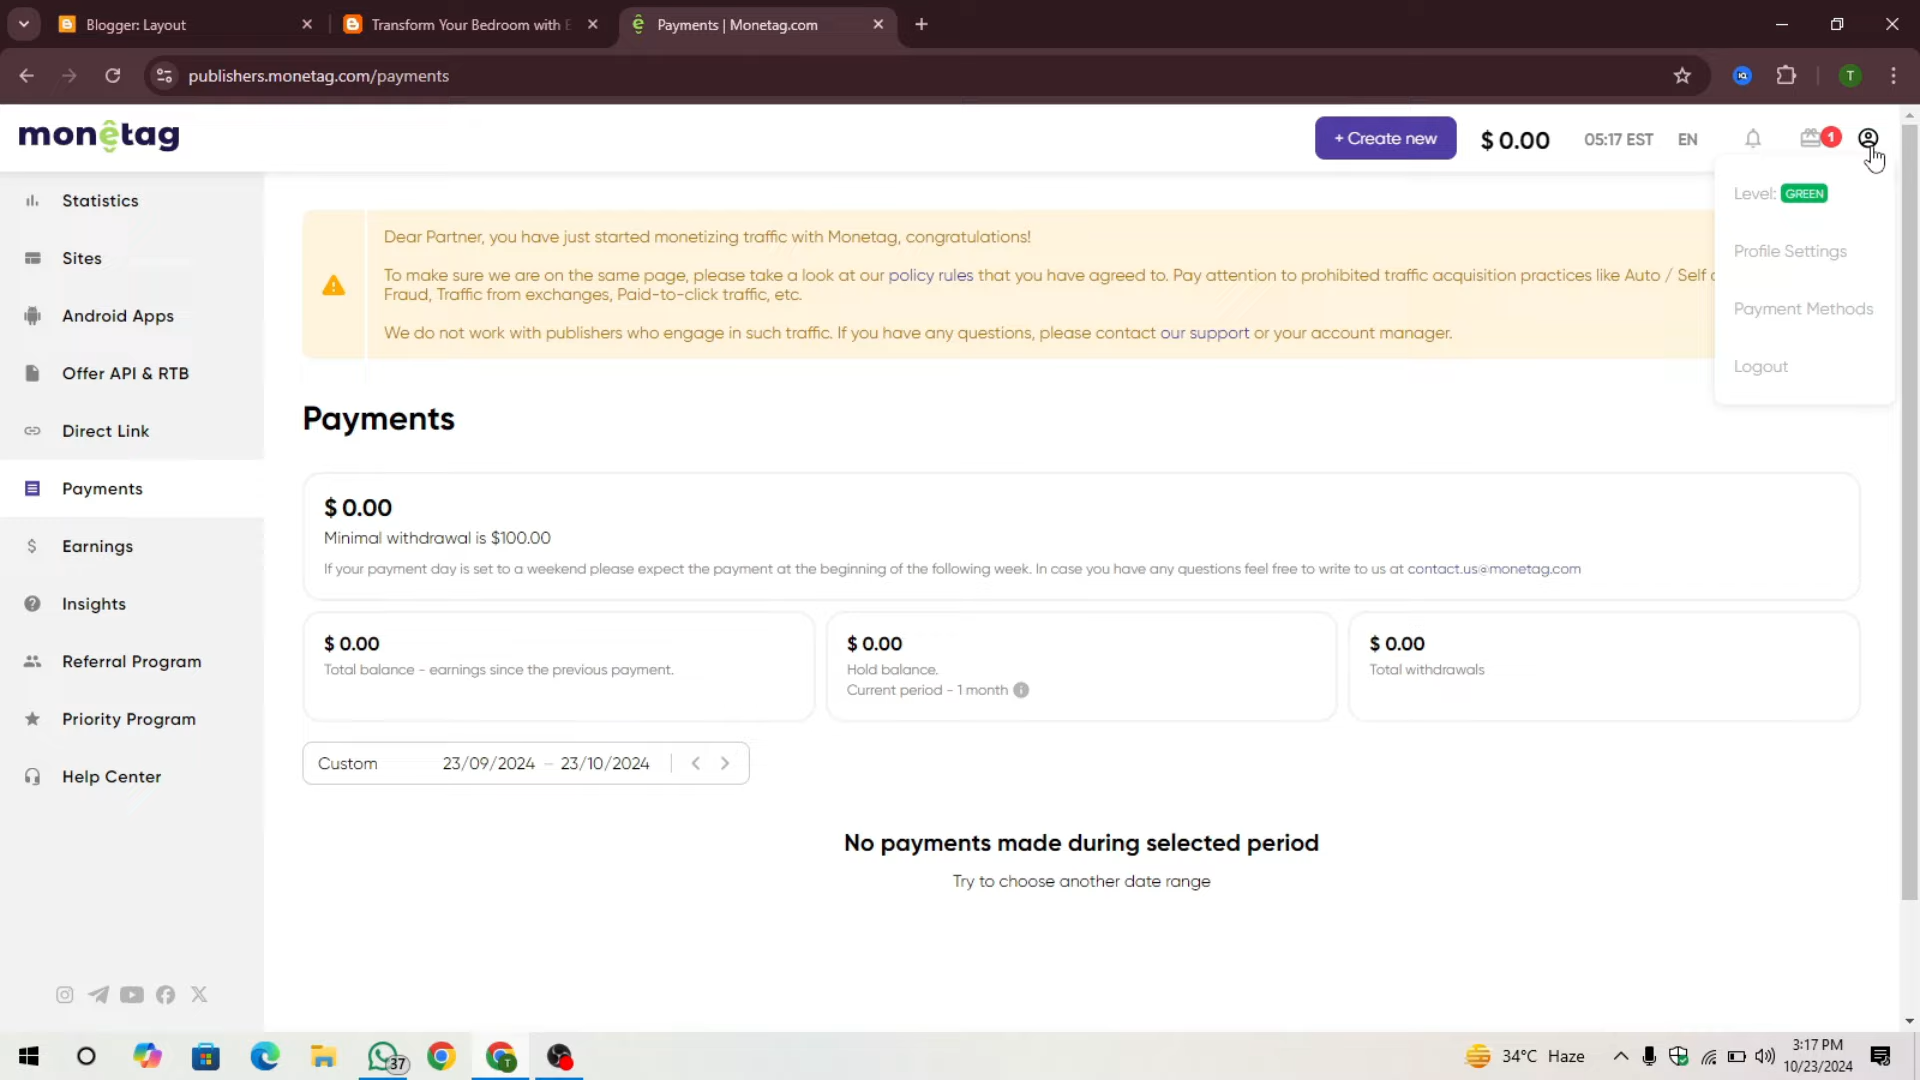 Blogger: Layout
Transform Your Bedroom with E
Payments | Monetag.com
publishers.monetag.com/payments
T
monêtag
+ Create new
$ 0.00
05:17 EST
EN
1
Level: GREEN
Profile Settings
Payment Methods
Logout
Statistics
Sites
Android Apps
Offer API & RTB
Direct Link
Payments
Earnings
Insights
Referral Program
Priority Program
Help Center
Dear Partner, you have just started monetizing traffic with Monetag, congratulations!
To make sure we are on the same page, please take a look at our policy rules that you have agreed to. Pay attention to prohibited traffic acquisition practices like Auto / Self
Fraud, Traffic from exchanges, Paid-to-click traffic, etc.
We do not work with publishers who engage in such traffic. If you have any questions, please contact our support or your account manager.
Payments
$ 0.00
Minimal withdrawal is $100.00
If your payment day is set to a weekend please expect the payment at the beginning of the following week. In case you have any questions feel free to write to us at contact.us@monetag.com
$ 0.00
Total balance - earnings since the previous payment.
$ 0.00
Hold balance.
Current period - 1 month
$ 0.00
Total withdrawals
Custom 23/09/2024 – 23/10/2024
No payments made during selected period
Try to choose another date range
37
T
34°C Haze
3:17 PM
10/23/2024